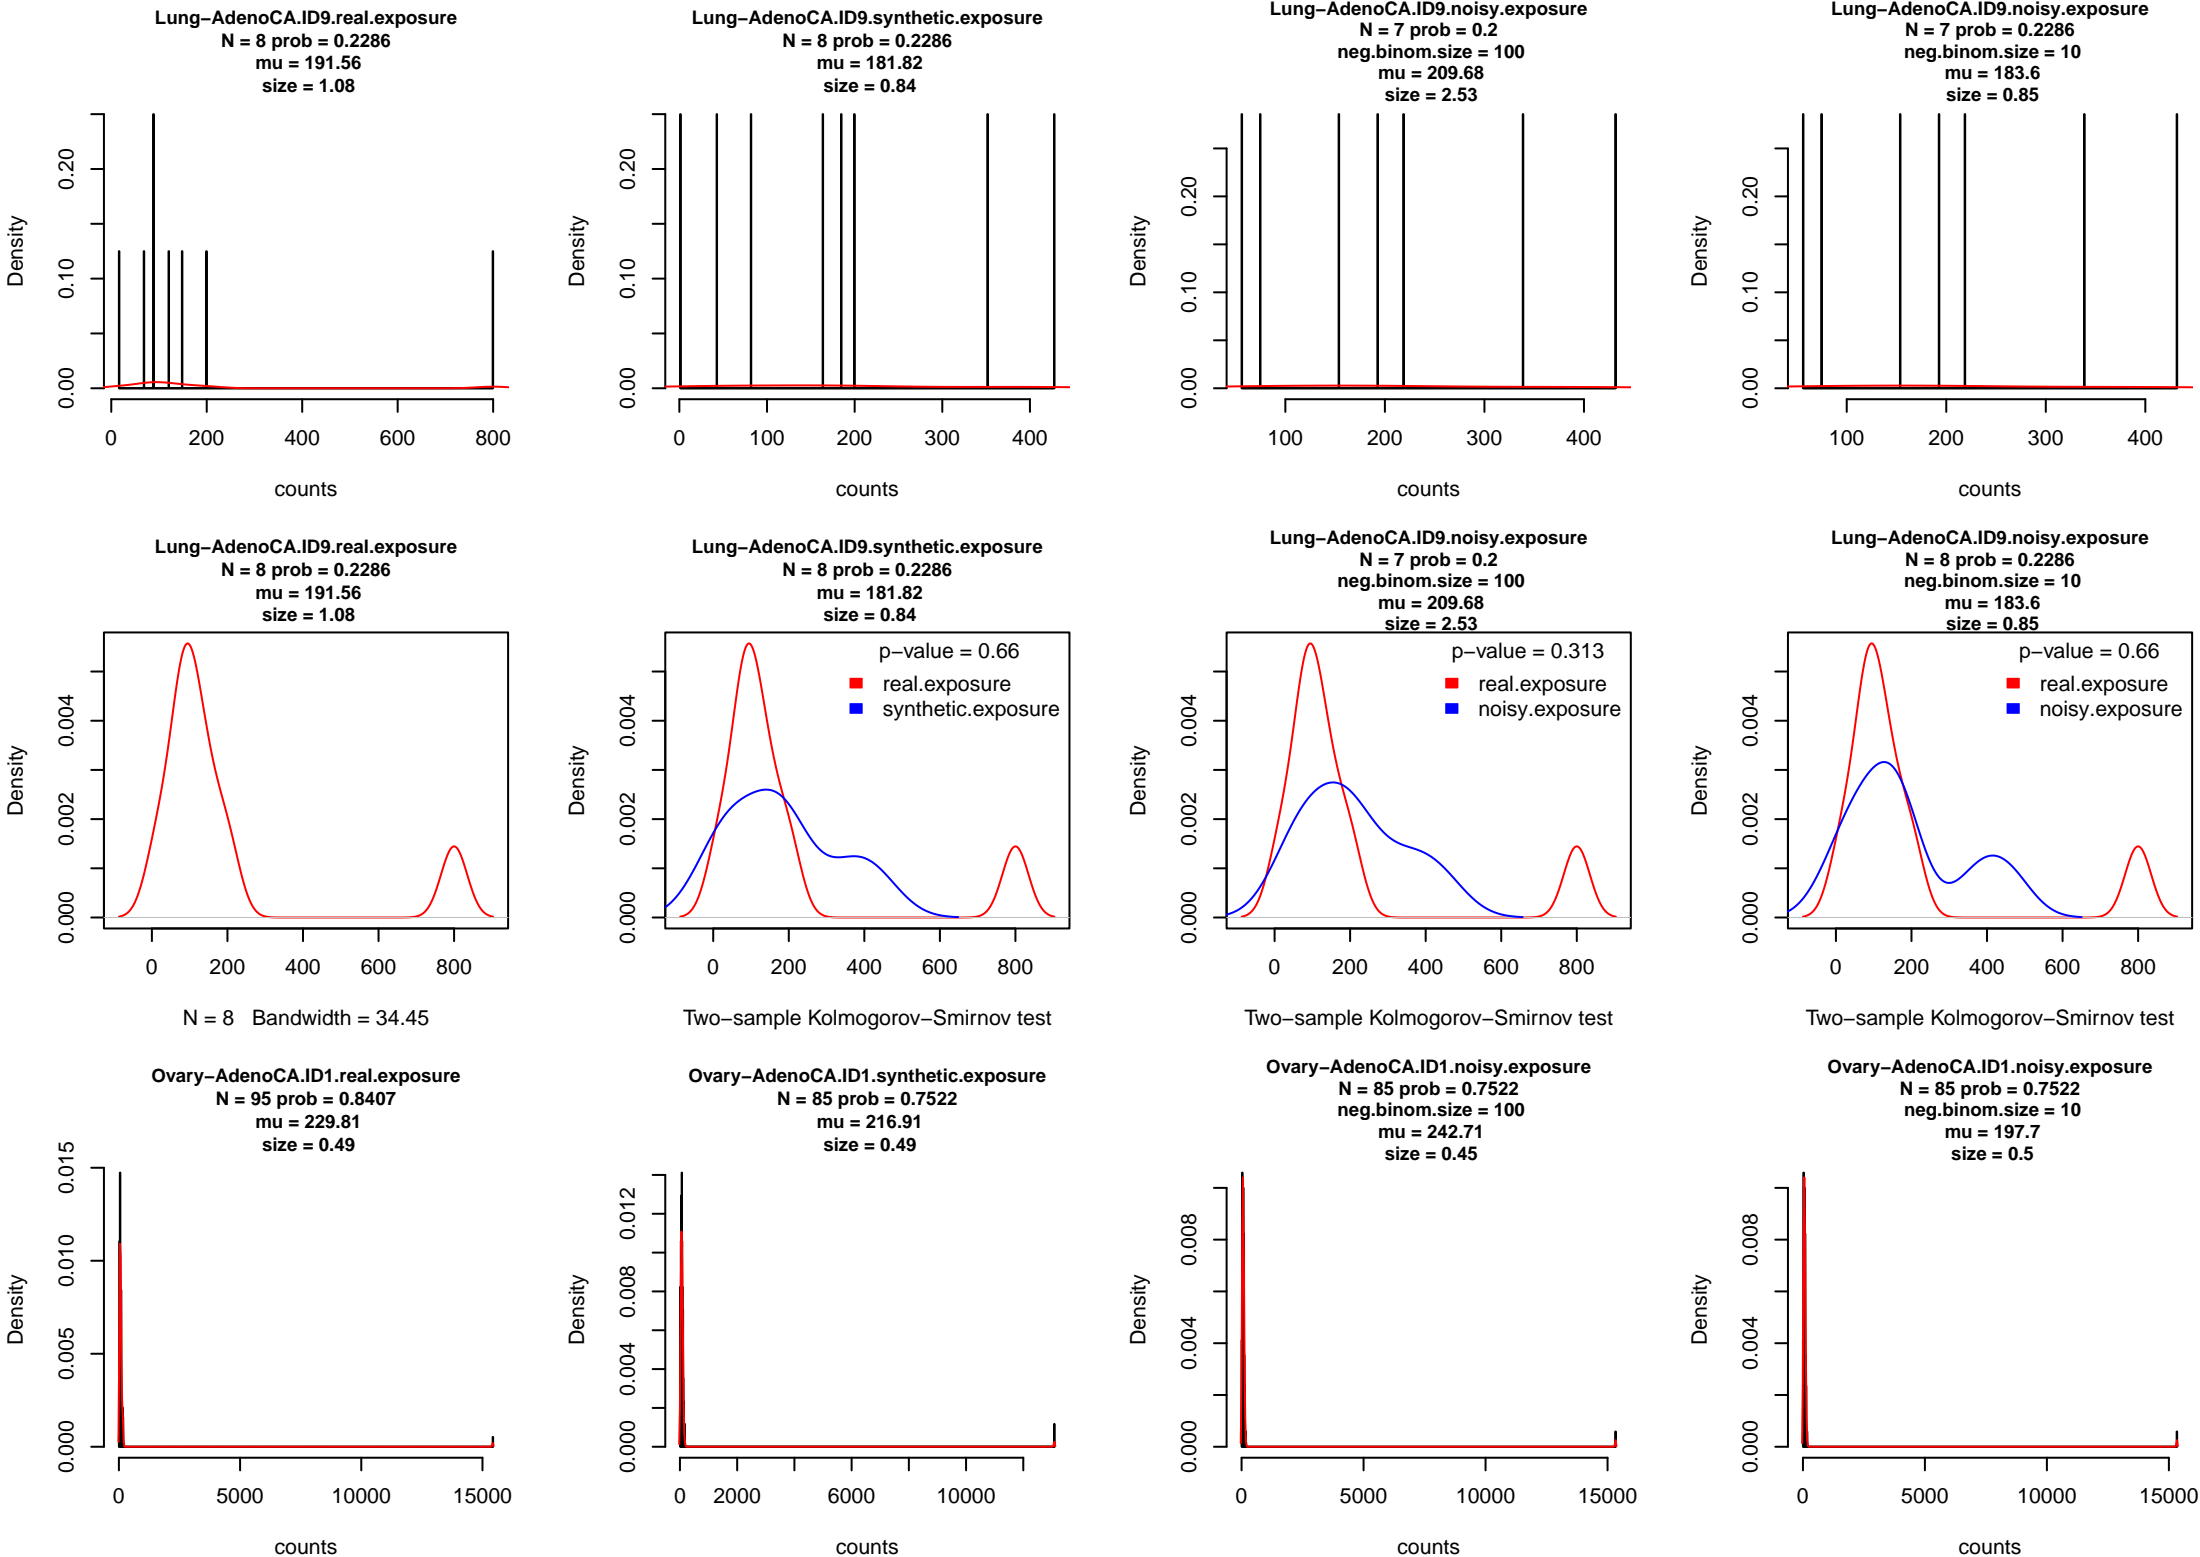 Lung−AdenoCA.ID9.real.exposure
N = 8 prob = 0.2286
mu = 191.56
size = 1.08
Density
0.00 0.10 0.20
0 200 400 600 800
counts
Lung−AdenoCA.ID9.synthetic.exposure
N = 8 prob = 0.2286
mu = 181.82
size = 0.84
Density
0.00 0.10 0.20
0 100 200 300 400
counts
Lung−AdenoCA.ID9.noisy.exposure
N = 7 prob = 0.2
neg.binom.size = 100
mu = 209.68
size = 2.53
Density
0.00 0.10 0.20
100 200 300 400
counts
Lung−AdenoCA.ID9.noisy.exposure
N = 7 prob = 0.2286
neg.binom.size = 10
mu = 183.6
size = 0.85
Density
0.00 0.10 0.20
100 200 300 400
counts
Lung−AdenoCA.ID9.real.exposure
N = 8 prob = 0.2286
mu = 191.56
size = 1.08
Density
0.000 0.002 0.004
0 200 400 600 800
N = 8 Bandwidth = 34.45
Lung−AdenoCA.ID9.synthetic.exposure
N = 8 prob = 0.2286
mu = 181.82
size = 0.84
p−value = 0.66
real.exposure
synthetic.exposure
Density
0.000 0.002 0.004
0 200 400 600 800
Two−sample Kolmogorov−Smirnov test
Lung−AdenoCA.ID9.noisy.exposure
N = 7 prob = 0.2
neg.binom.size = 100
mu = 209.68
size = 2.53
p−value = 0.313
real.exposure
noisy.exposure
Density
0.000 0.002 0.004
0 200 400 600 800
Two−sample Kolmogorov−Smirnov test
Lung−AdenoCA.ID9.noisy.exposure
N = 8 prob = 0.2286
neg.binom.size = 10
mu = 183.6
size = 0.85
p−value = 0.66
real.exposure
noisy.exposure
Density
0.000 0.002 0.004
0 200 400 600 800
Two−sample Kolmogorov−Smirnov test
Ovary−AdenoCA.ID1.real.exposure
N = 95 prob = 0.8407
mu = 229.81
size = 0.49
Density
0.000 0.005 0.010 0.015
0 5000 10000 15000
counts
Ovary−AdenoCA.ID1.synthetic.exposure
N = 85 prob = 0.7522
mu = 216.91
size = 0.49
Density
0.000 0.004 0.008 0.012
0 2000 6000 10000
counts
Ovary−AdenoCA.ID1.noisy.exposure
N = 85 prob = 0.7522
neg.binom.size = 100
mu = 242.71
size = 0.45
Density
0.000 0.004 0.008
0 5000 10000 15000
counts
Ovary−AdenoCA.ID1.noisy.exposure
N = 85 prob = 0.7522
neg.binom.size = 10
mu = 197.7
size = 0.5
Density
0.000 0.004 0.008
0 5000 10000 15000
counts